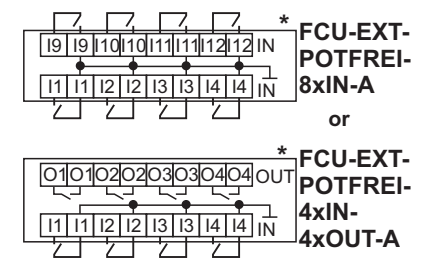 *
I9 I9 I10 I10 I11 I11 I12 I12 IN
I1 I1 I2 I2 I3 I3 I4 I4 IN
FCU-EXT-
POTFREI-
8xIN-A
or
*
O1 O1 O2 O2 O3 O3 O4 O4 OUT
I1 I1 I2 I2 I3 I3 I4 I4 IN
FCU-EXT-
POTFREI-
4xIN-
4xOUT-A